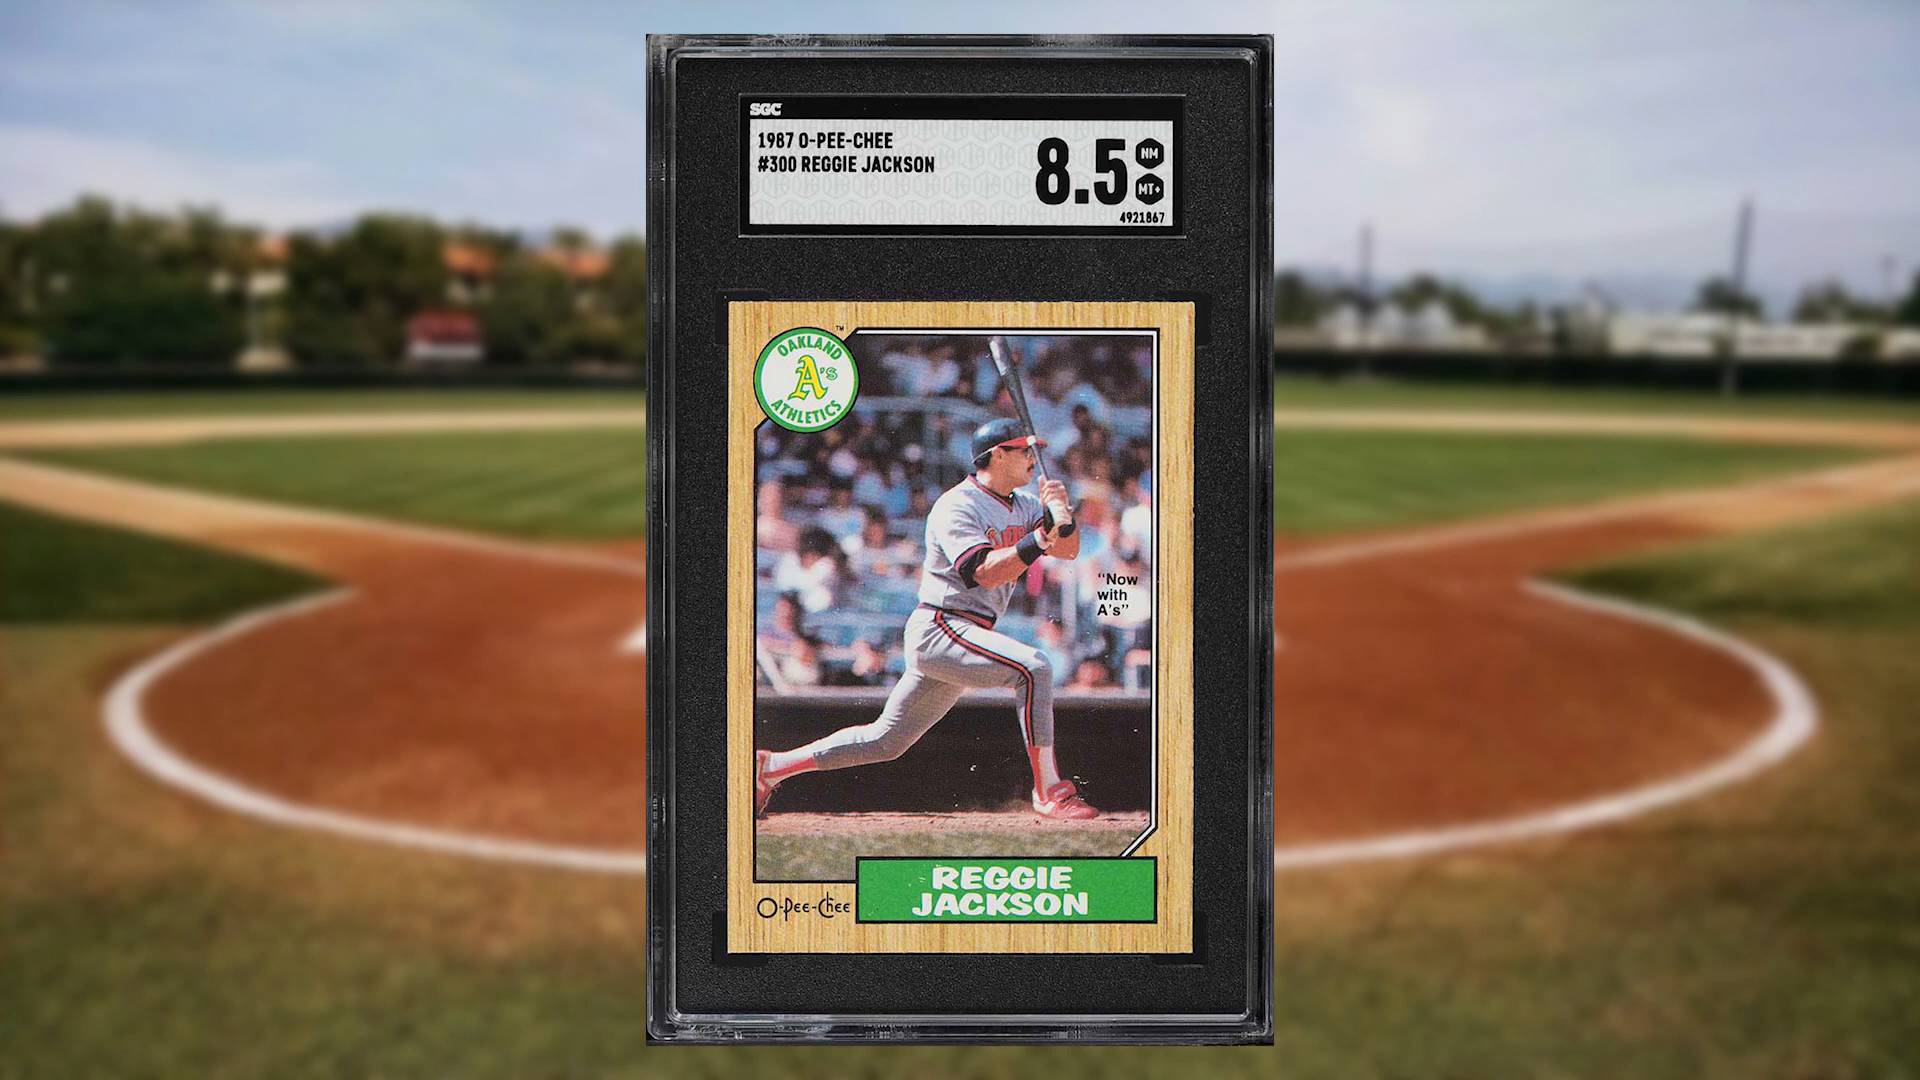 SGC
1987 O-PEE-CHEE
#300 REGGIE JACKSON
8.5
NM
MT+
4921867
OAKLAND
A's
ATHLETICS
TM
"Now
with
A's"
O-Pee-Chee
REGGIE
JACKSON